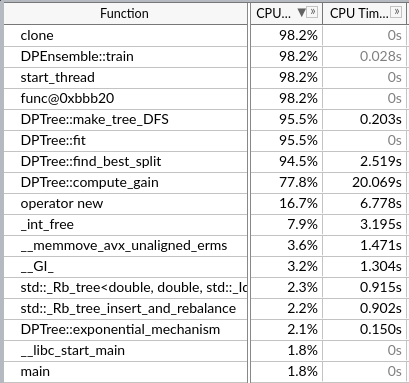 Function CPU... ▼ » CPU Tim... »
clone 98.2% 0s
DPEnsemble::train 98.2% 0.028s
start_thread 98.2% 0s
func@0xbbb20 98.2% 0s
DPTree::make_tree_DFS 95.5% 0.203s
DPTree::fit 95.5% 0s
DPTree::find_best_split 94.5% 2.519s
DPTree::compute_gain 77.8% 20.069s
operator new 16.7% 6.778s
_int_free 7.9% 3.195s
__memmove_avx_unaligned_erms 3.6% 1.471s
__GI_ 3.2% 1.304s
std::_Rb_tree<double, double, std::_Ic 2.3% 0.915s
std::_Rb_tree_insert_and_rebalance 2.2% 0.902s
DPTree::exponential_mechanism 2.1% 0.150s
__libc_start_main 1.8% 0s
main 1.8% 0s